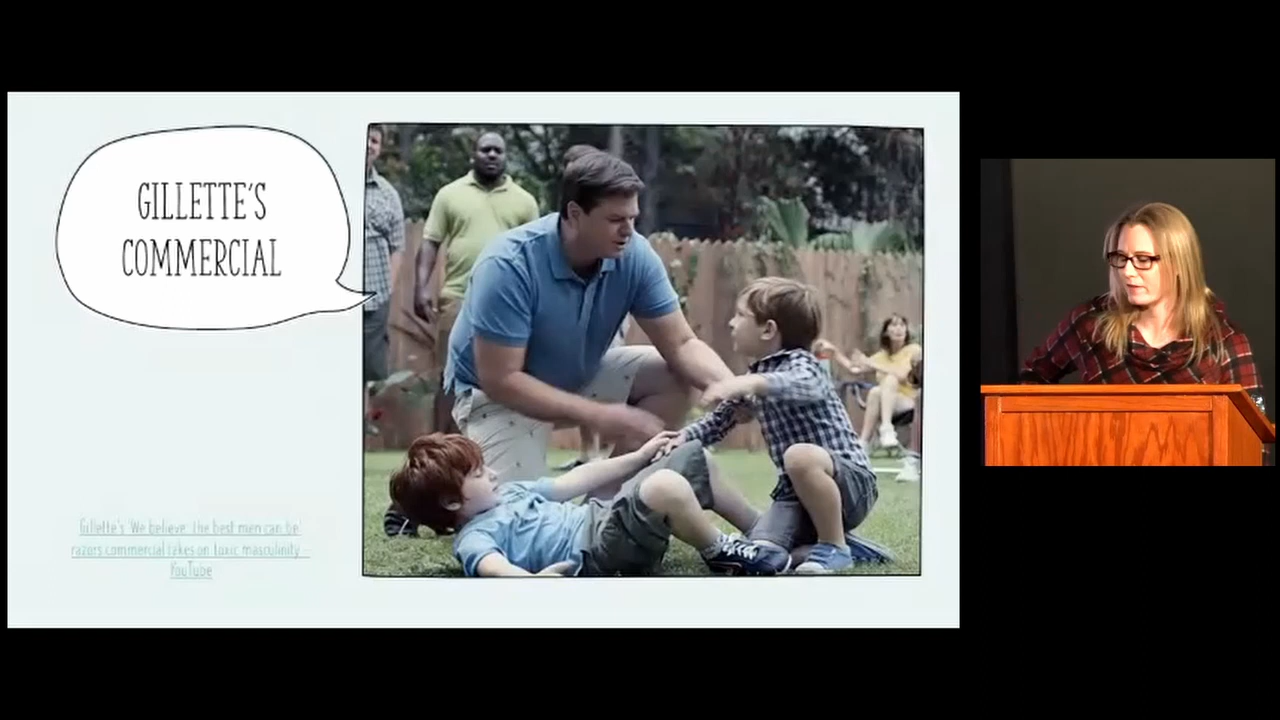 GILLETTE'S
COMMERCIAL
Gillette's 'We believe: the best men can be'
razors commercial takes on toxic masculinity -
YouTube